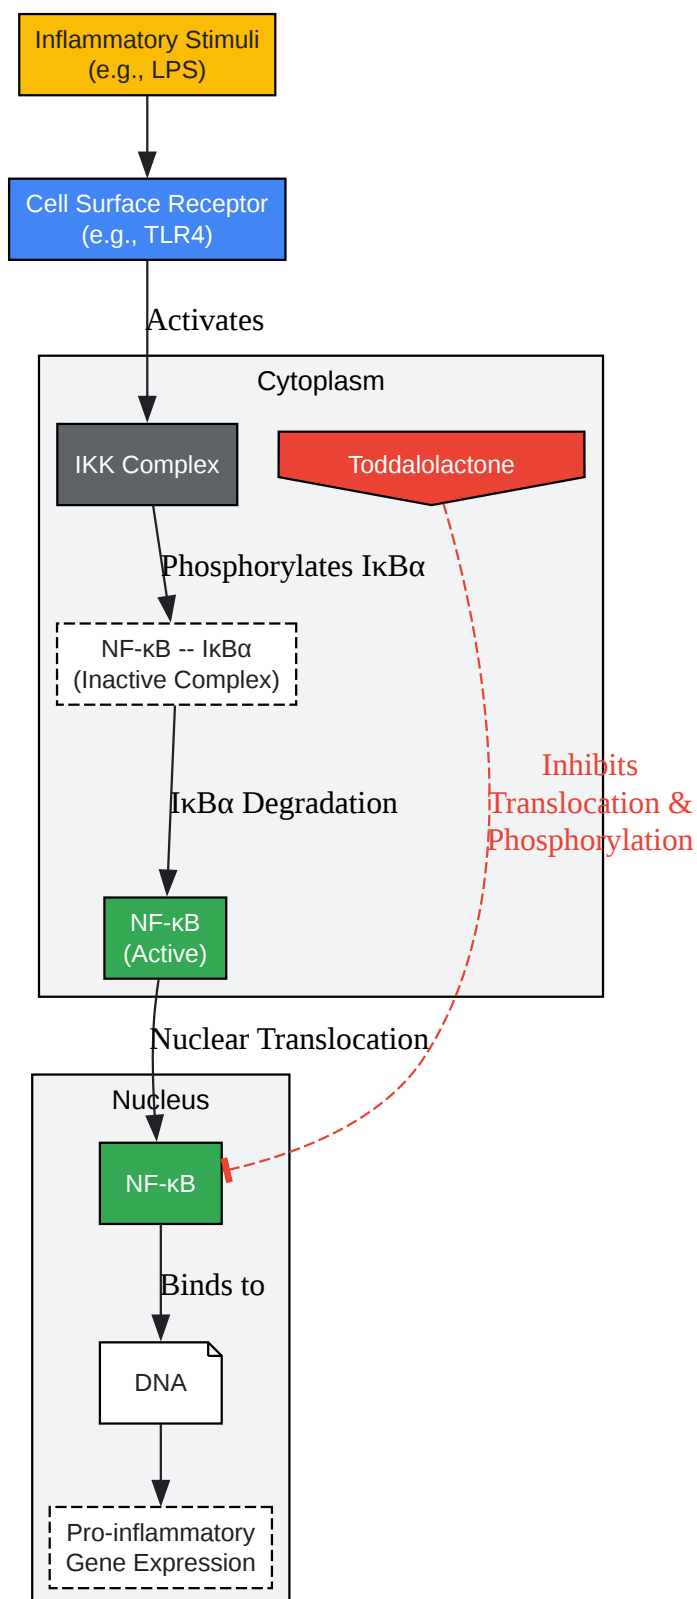 Inflammatory Stimuli
(e.g., LPS)
Cell Surface Receptor
(e.g., TLR4)
Activates
Cytoplasm
IKK Complex
Toddalolactone
Phosphorylates IκBα
NF-κB -- IκBα
(Inactive Complex)
Inhibits
Translocation &
Phosphorylation
IκBα Degradation
NF-κB
(Active)
Nuclear Translocation
Nucleus
NF-κB
Binds to
DNA
Pro-inflammatory
Gene Expression